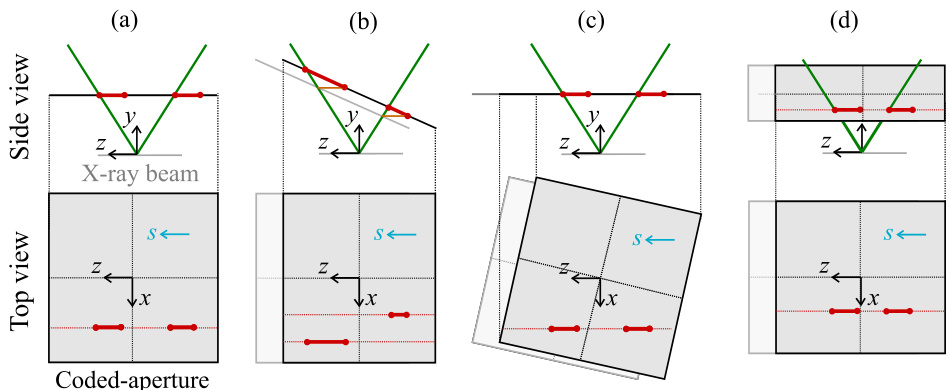 (a) (b) (c) (d)
Side view
y y y
z z z z
X-ray beam
Top view
s s s s
z z z z
x x x x
Coded-aperture